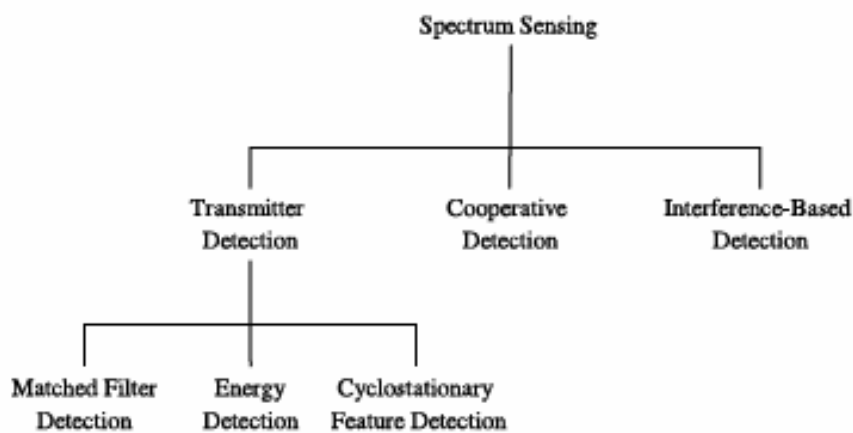 Spectrum Sensing
Transmitter
Detection
Cooperative
Detection
Interference-Based
Detection
Matched Filter
Detection
Energy
Detection
Cyclostationary
Feature Detection